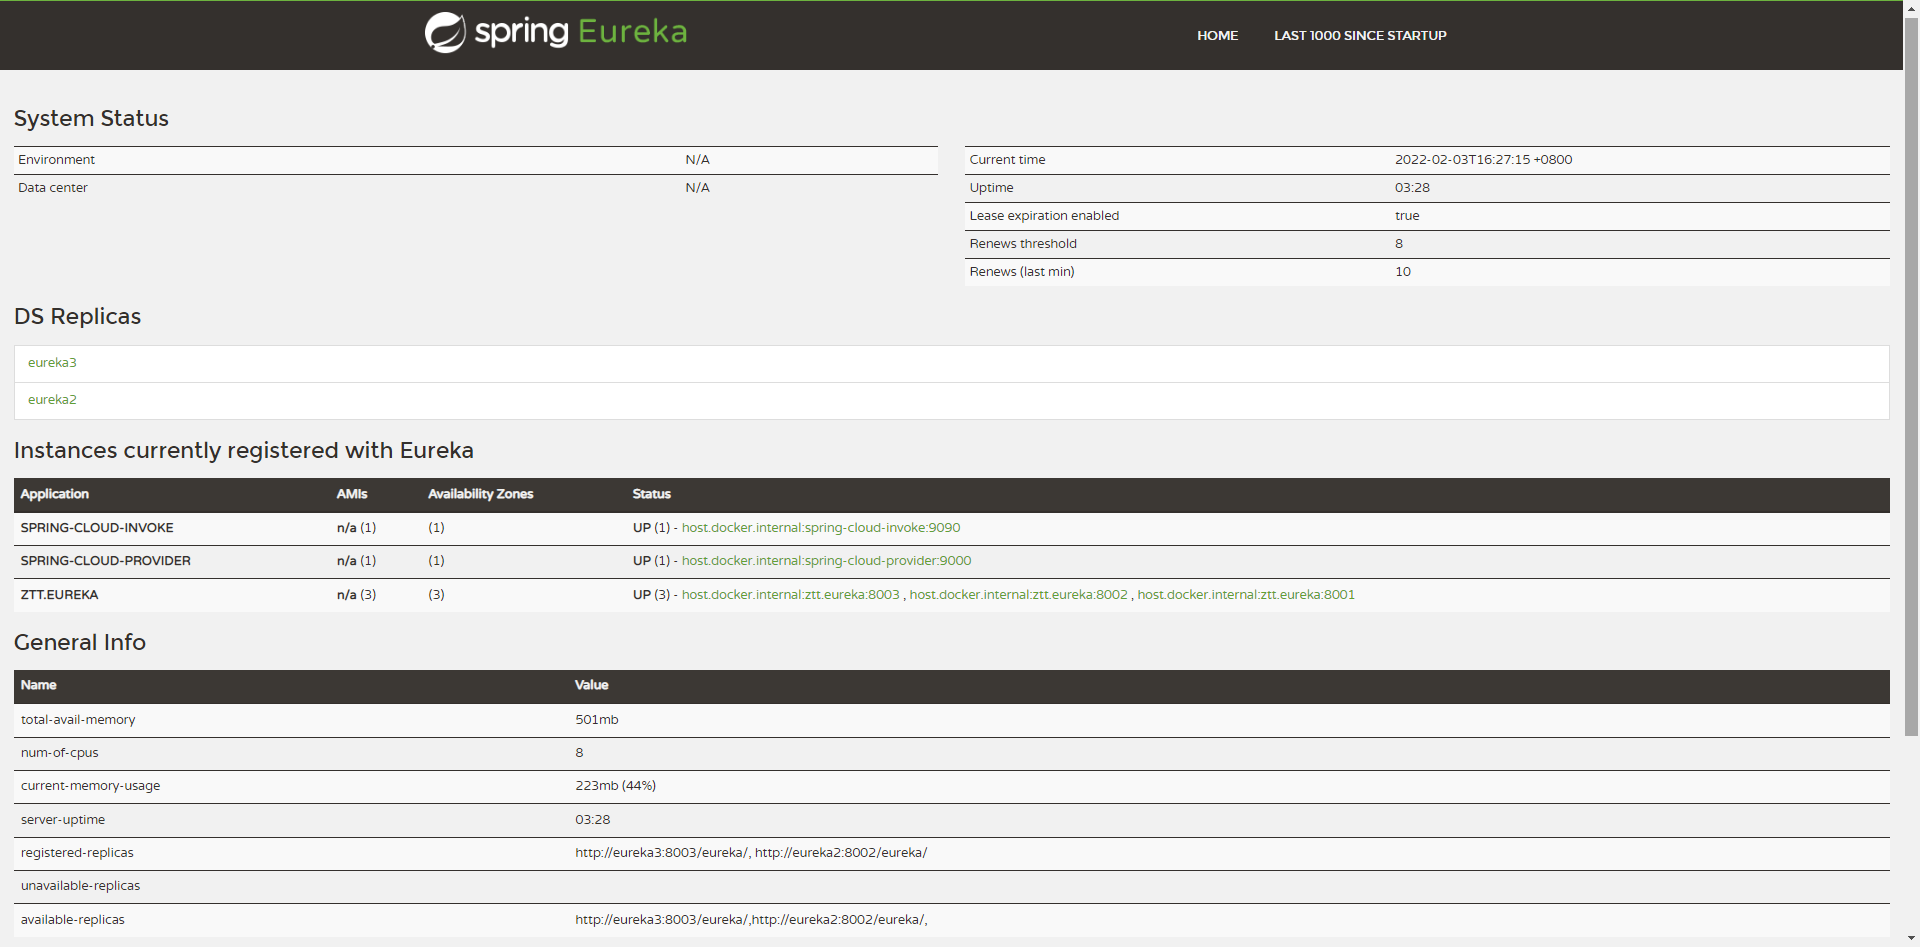 spring Eureka
HOME LAST 1000 SINCE STARTUP
System Status
Environment N/A
Data center N/A
Current time 2022-02-03T16:27:15 +0800
Uptime 03:28
Lease expiration enabled true
Renews threshold 8
Renews (last min) 10
DS Replicas
eureka3
eureka2
Instances currently registered with Eureka
Application AMIs Availability Zones Status
SPRING-CLOUD-INVOKE n/a (1) (1) UP (1) - host.docker.internal:spring-cloud-invoke:9090
SPRING-CLOUD-PROVIDER n/a (1) (1) UP (1) - host.docker.internal:spring-cloud-provider:9000
ZTT.EUREKA n/a (3) (3) UP (3) - host.docker.internal:ztt.eureka:8003 , host.docker.internal:ztt.eureka:8002 , host.docker.internal:ztt.eureka:8001
General Info
Name Value
total-avail-memory 501mb
num-of-cpus 8
current-memory-usage 223mb (44%)
server-uptime 03:28
registered-replicas http://eureka3:8003/eureka/, http://eureka2:8002/eureka/
unavailable-replicas
available-replicas http://eureka3:8003/eureka/,http://eureka2:8002/eureka/,